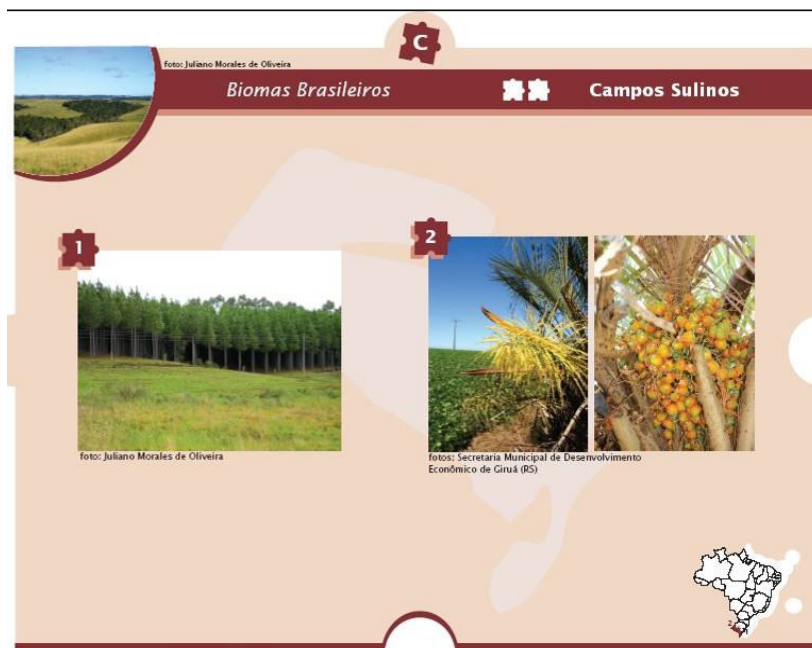 C
foto: Juliano Morales de Oliveira
Biomas Brasileiros
Campos Sulinos
1
2
foto: Juliano Morales de Oliveira
fotos: Secretaria Municipal de Desenvolvimento
Econômico de Giruá (RS)